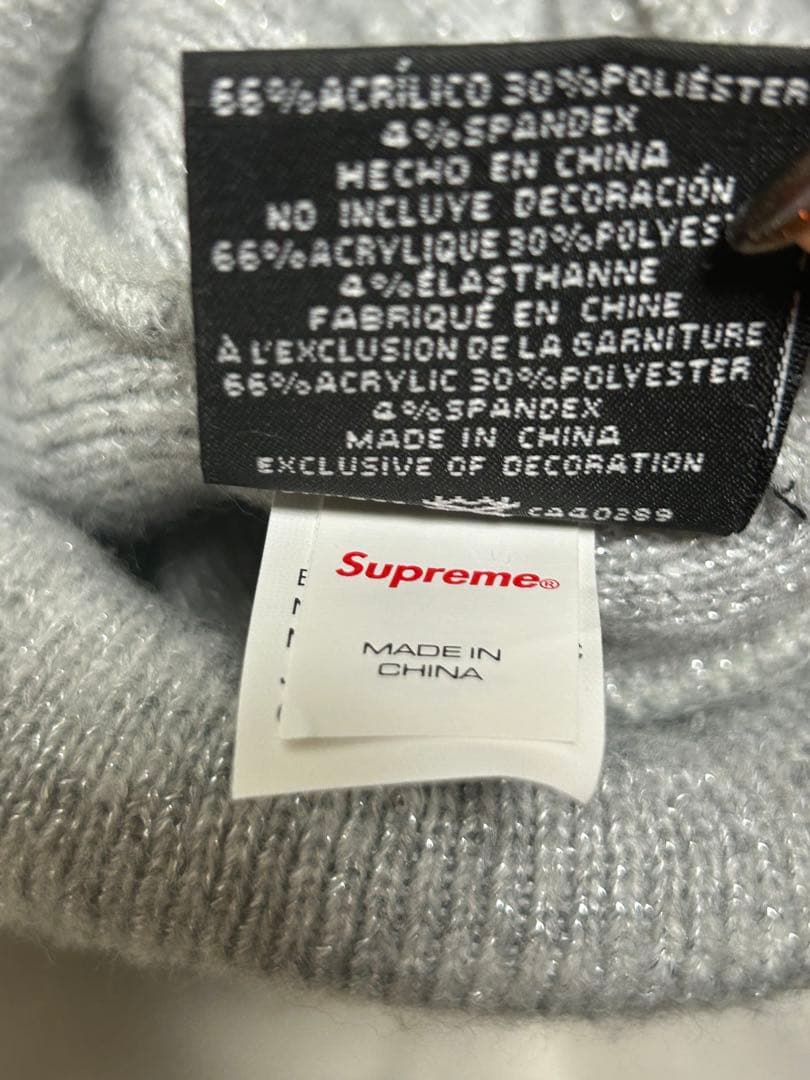 66%ACRÍLICO 30%POLIÉSTER
4%SPANDEX
HECHO EN CHINA
NO INCLUYE DECORACIÓN
66%ACRYLIQUE 30%POLYES
4%ÉLASTHANNE
FABRIQUÉ EN CHINE
À L'EXCLUSION DE LA GARNITURE
66%ACRYLIC 30%POLYESTER
4%SPANDEX
MADE IN CHINA
EXCLUSIVE OF DECORATION
CA40289
Supreme®
MADE IN
CHINA